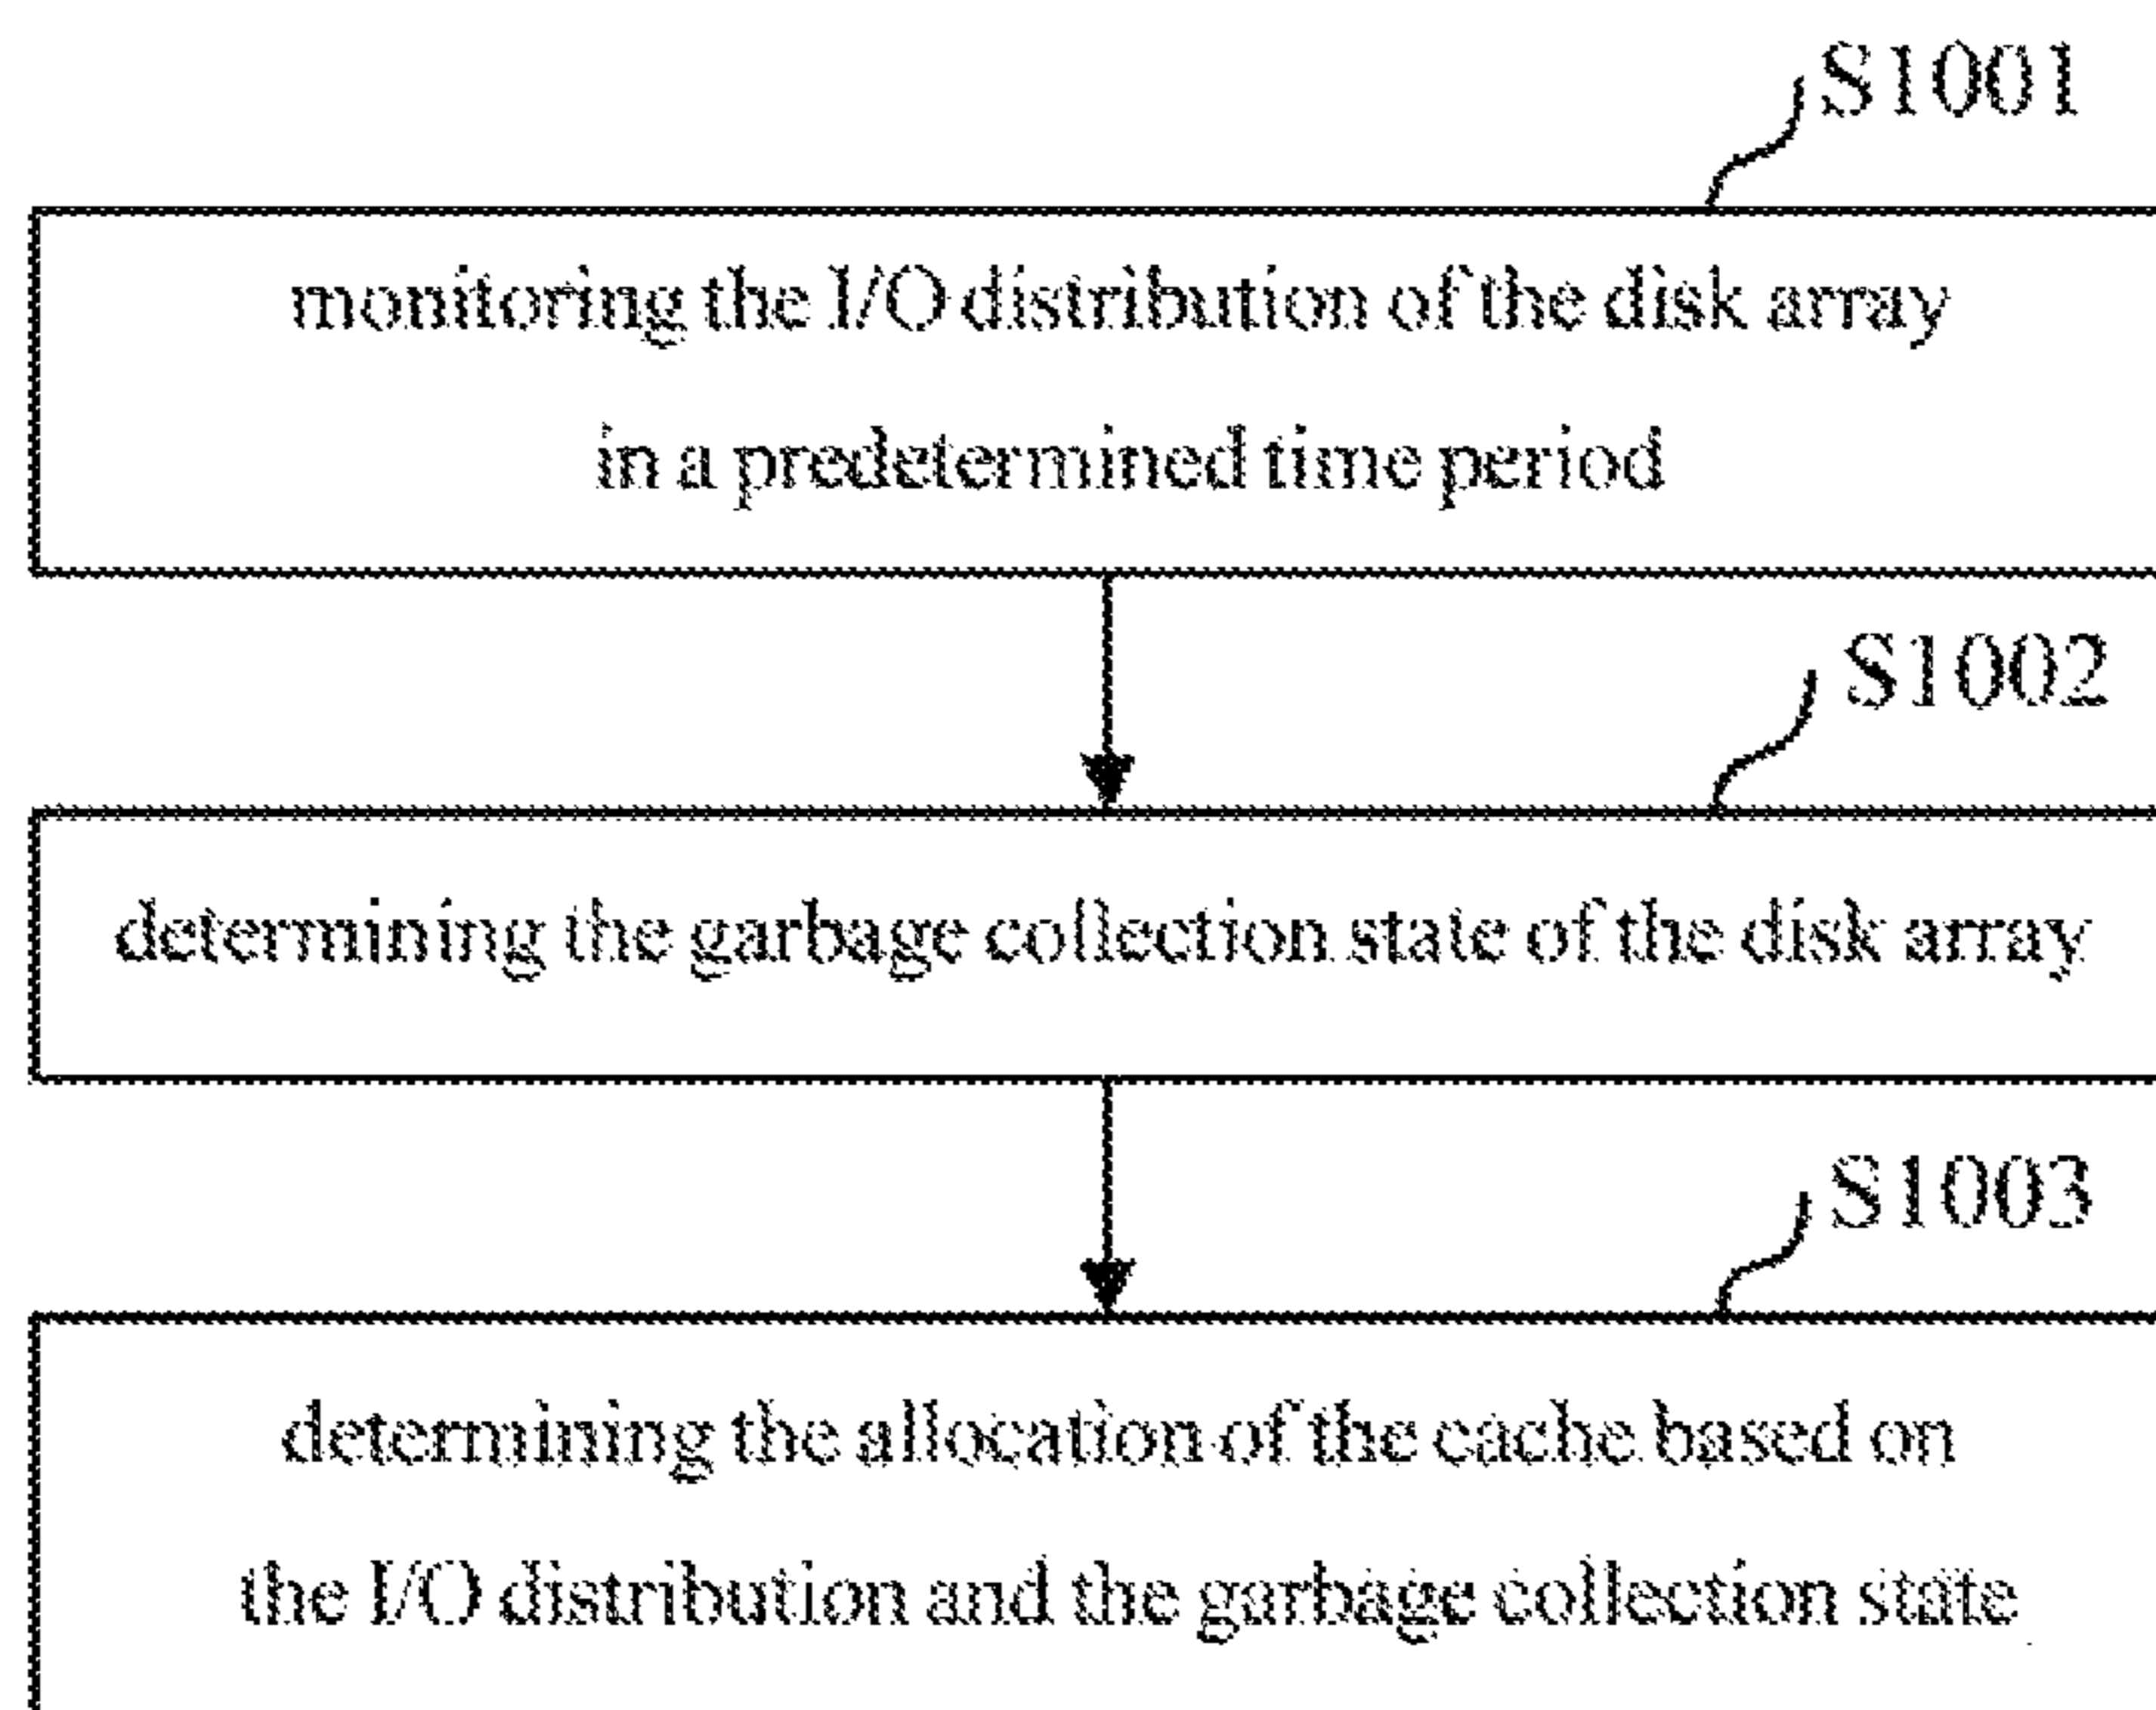 S1001
monitoring the I/O distribution of the disk array
in a predetermined time period
S1002
determining the garbage collection state of the disk array
S1003
determining the allocation of the cache based on
the I/O distribution and the garbage collection state